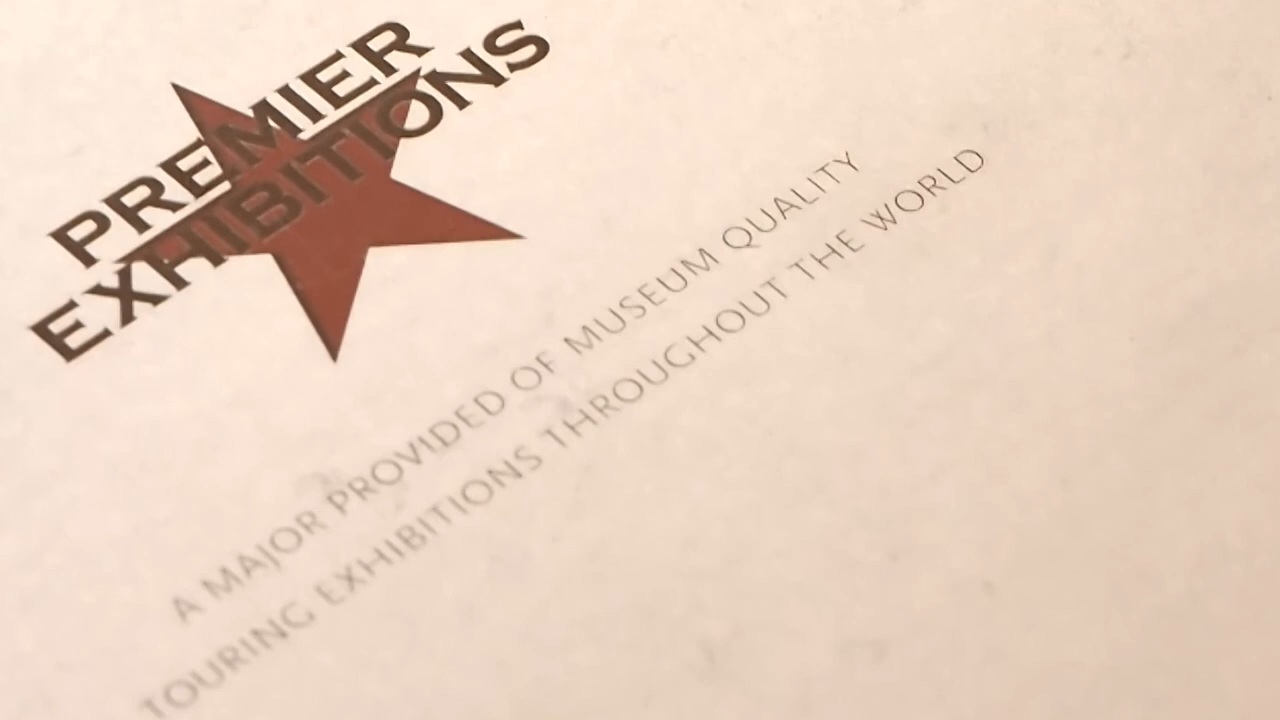 PREMIER
EXHIBITIONS
A MAJOR PROVIDED OF MUSEUM QUALITY
TOURING EXHIBITIONS THROUGHOUT THE WORLD